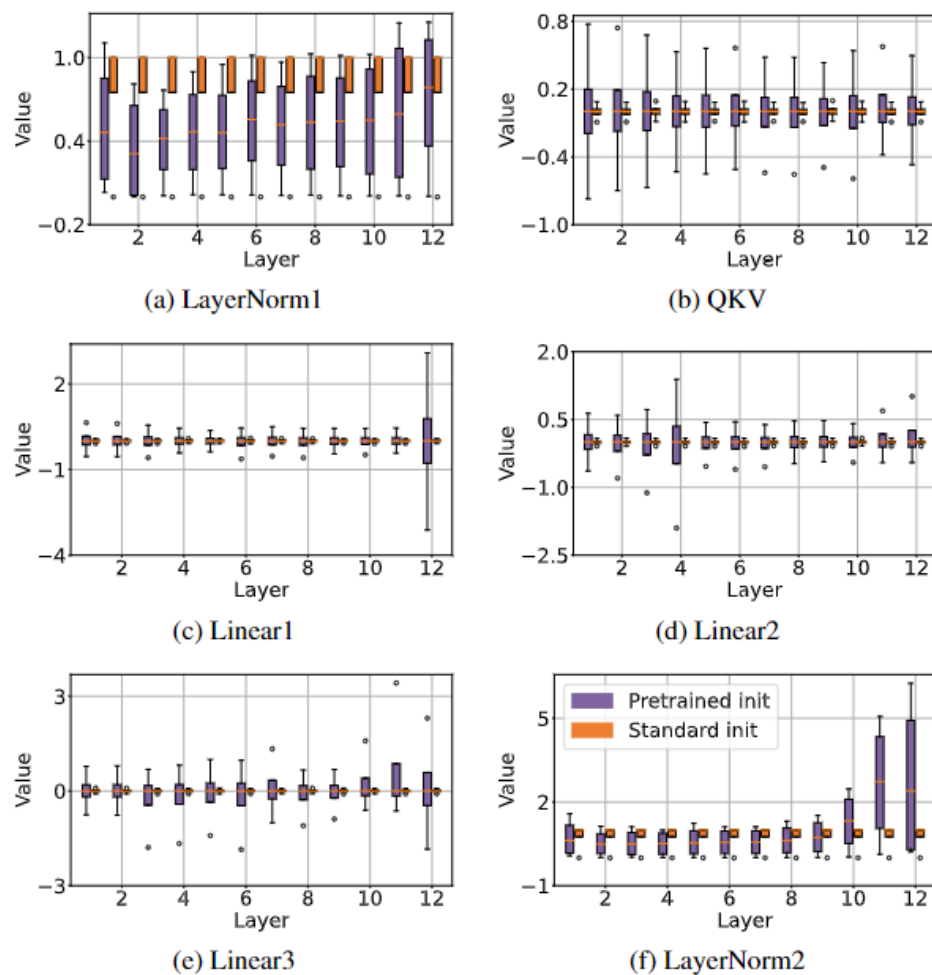 1.0
0.4
−0.2
Value
2 4 6 8 10 12
Layer
(a) LayerNorm1
0.8
0.2
−0.4
−1.0
Value
2 4 6 8 10 12
Layer
(b) QKV
2
−1
−4
Value
2 4 6 8 10 12
Layer
(c) Linear1
2.0
0.5
−1.0
−2.5
Value
2 4 6 8 10 12
Layer
(d) Linear2
3
0
−3
Value
2 4 6 8 10 12
Layer
(e) Linear3
Pretrained init
Standard init
5
2
−1
Value
2 4 6 8 10 12
Layer
(f) LayerNorm2